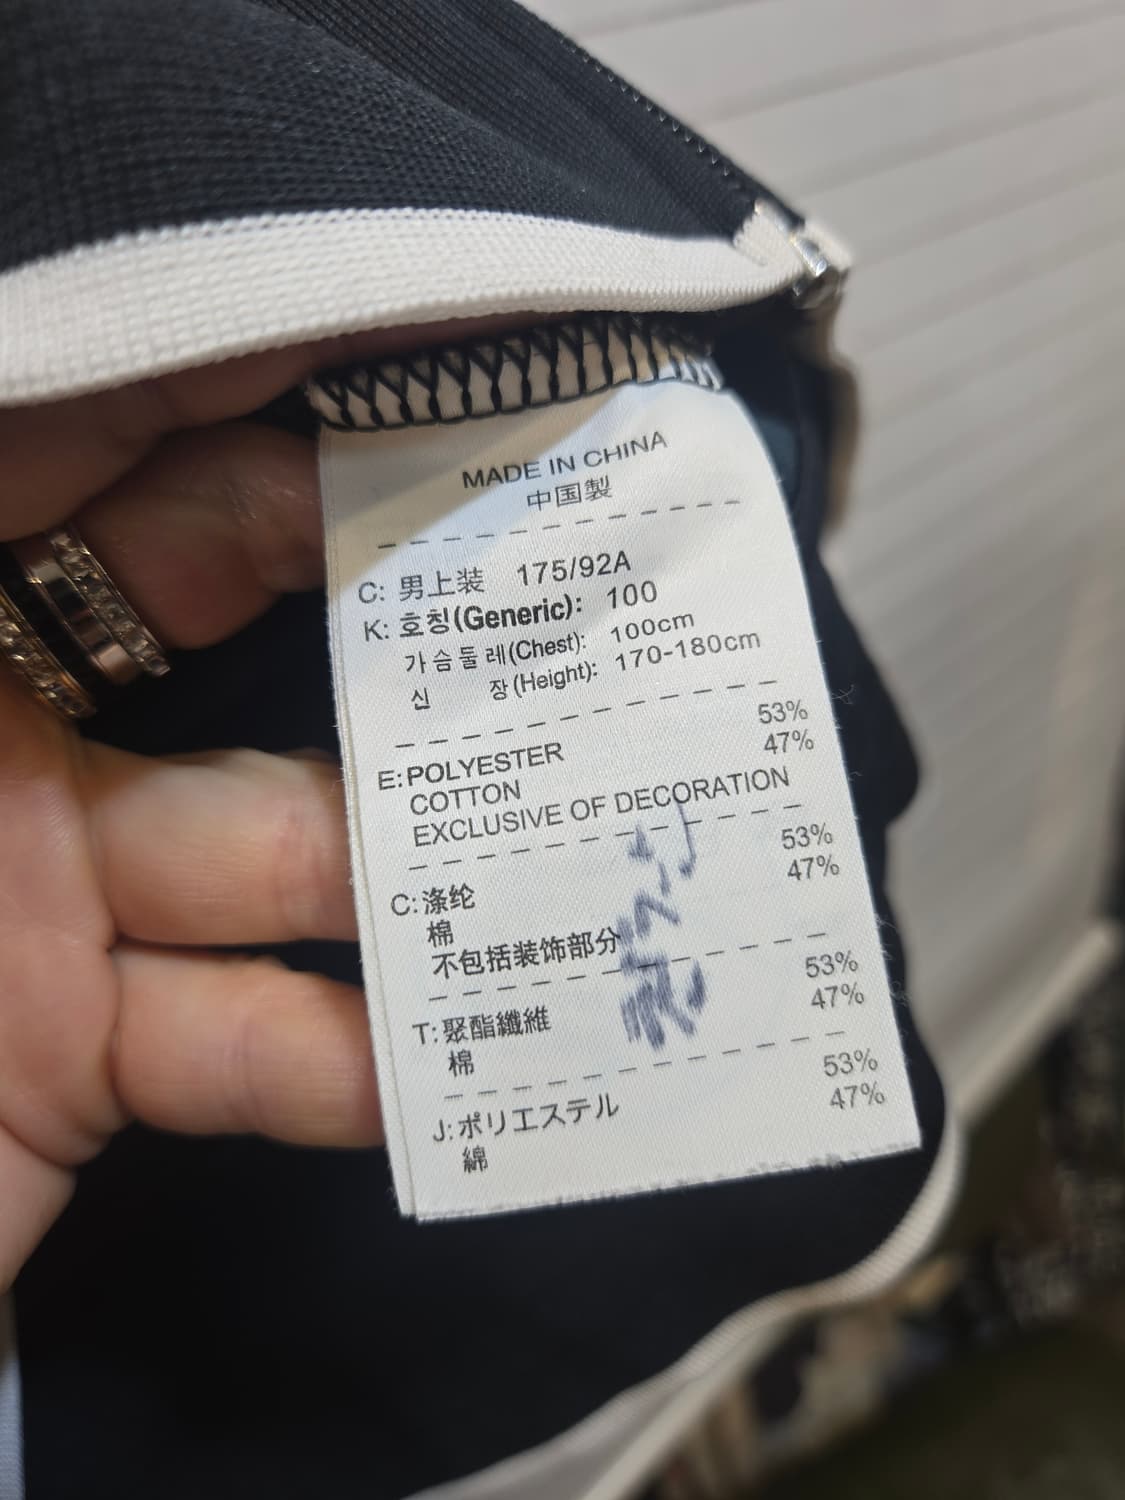 MADE IN CHINA
中国製
C: 男上装 175/92A
K: 호칭(Generic): 100
가슴둘레(Chest): 100cm
신 장(Height): 170-180cm
E:POLYESTER 53%
COTTON 47%
EXCLUSIVE OF DECORATION
C:涤纶 53%
棉 47%
不包括装饰部分
T:聚酯纖維 53%
棉 47%
J:ポリエステル 53%
綿 47%